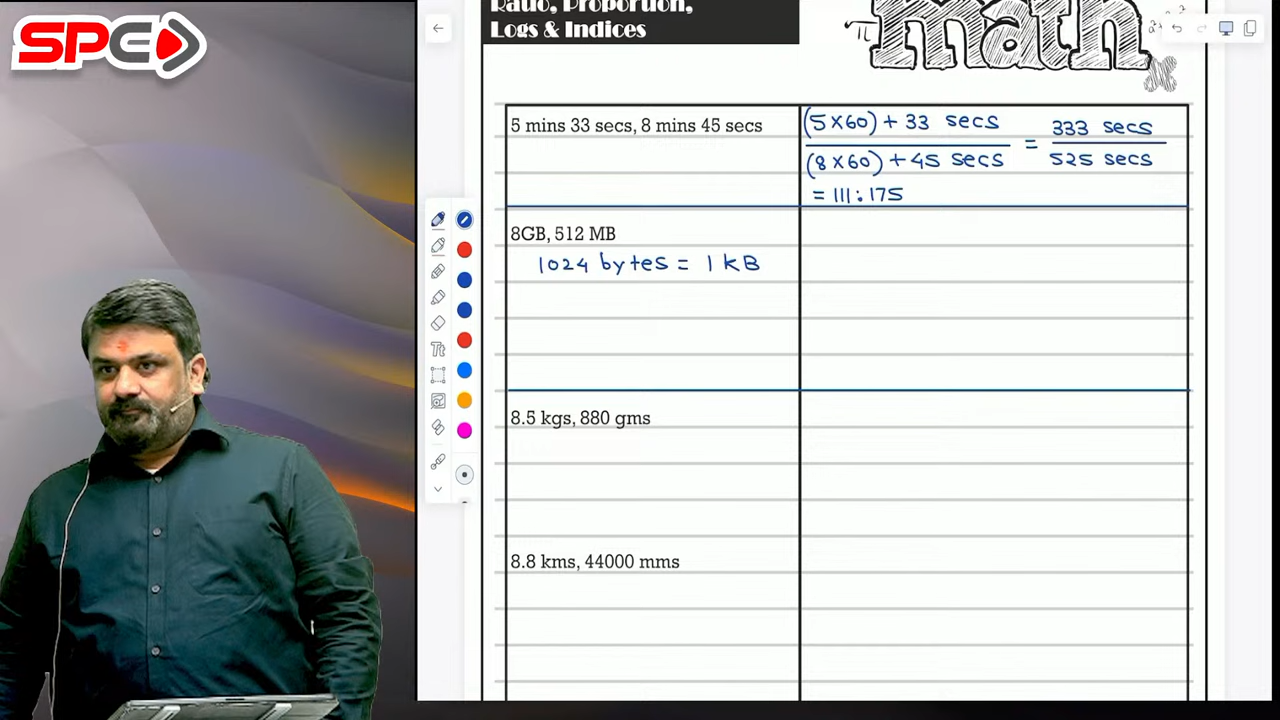 SPED
Ratio, Proportion,
Logs & Indices
π
math
x
5 mins 33 secs, 8 mins 45 secs
(5×60) + 33 secs
(8×60) + 45 secs
=
333 secs
525 secs
= 111:175
8GB, 512 MB
1024 bytes = 1 KB
8.5 kgs, 880 gms
8.8 kms, 44000 mms
Tt